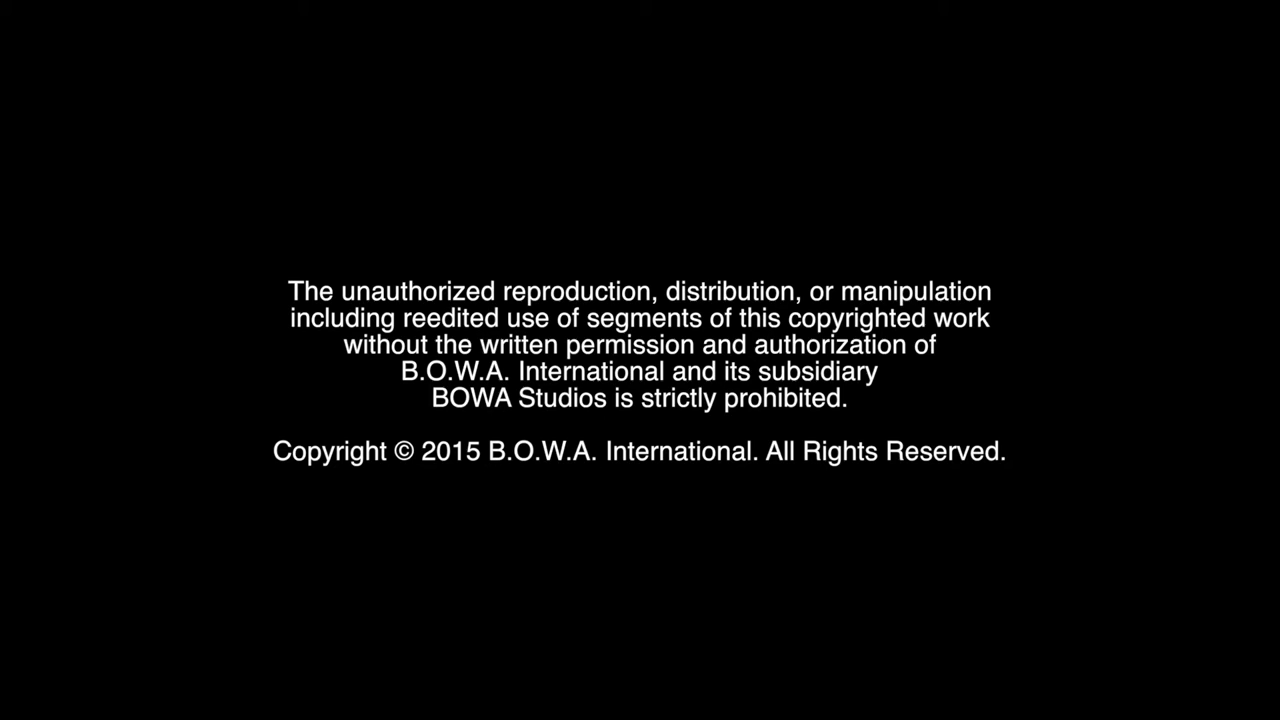 The unauthorized reproduction, distribution, or manipulation
including reedited use of segments of this copyrighted work
without the written permission and authorization of
B.O.W.A. International and its subsidiary
BOWA Studios is strictly prohibited.
Copyright © 2015 B.O.W.A. International. All Rights Reserved.